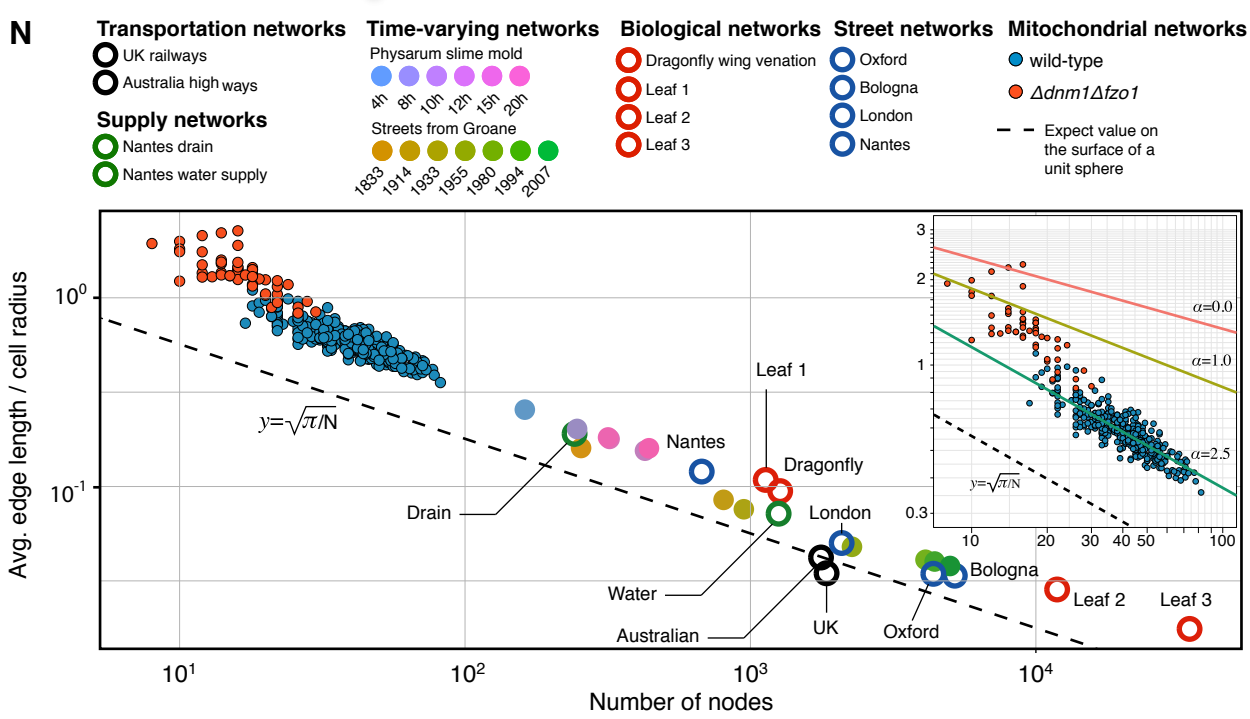 N
Transportation networks
UK railways
Australia high ways
Supply networks
Nantes drain
Nantes water supply
Time-varying networks
Physarum slime mold
4h 8h 10h 12h 15h 20h
Streets from Groane
1833 1914 1933 1955 1980 1994 2007
Biological networks
Dragonfly wing venation
Leaf 1
Leaf 2
Leaf 3
Street networks
Oxford
Bologna
London
Nantes
Mitochondrial networks
wild-type
Δdnm1Δfzo1
Expect value on
the surface of a
unit sphere
Avg. edge length / cell radius
10⁰
10⁻¹
y=√π/N
Drain
Nantes
Leaf 1
Dragonfly
London
Water
Australian
UK
Oxford
Bologna
Leaf 2
Leaf 3
3
2
1
0.3
α=0.0
α=1.0
α=2.5
y=√π/N
10 20 30 40 50 100
10¹ 10² 10³ 10⁴
Number of nodes